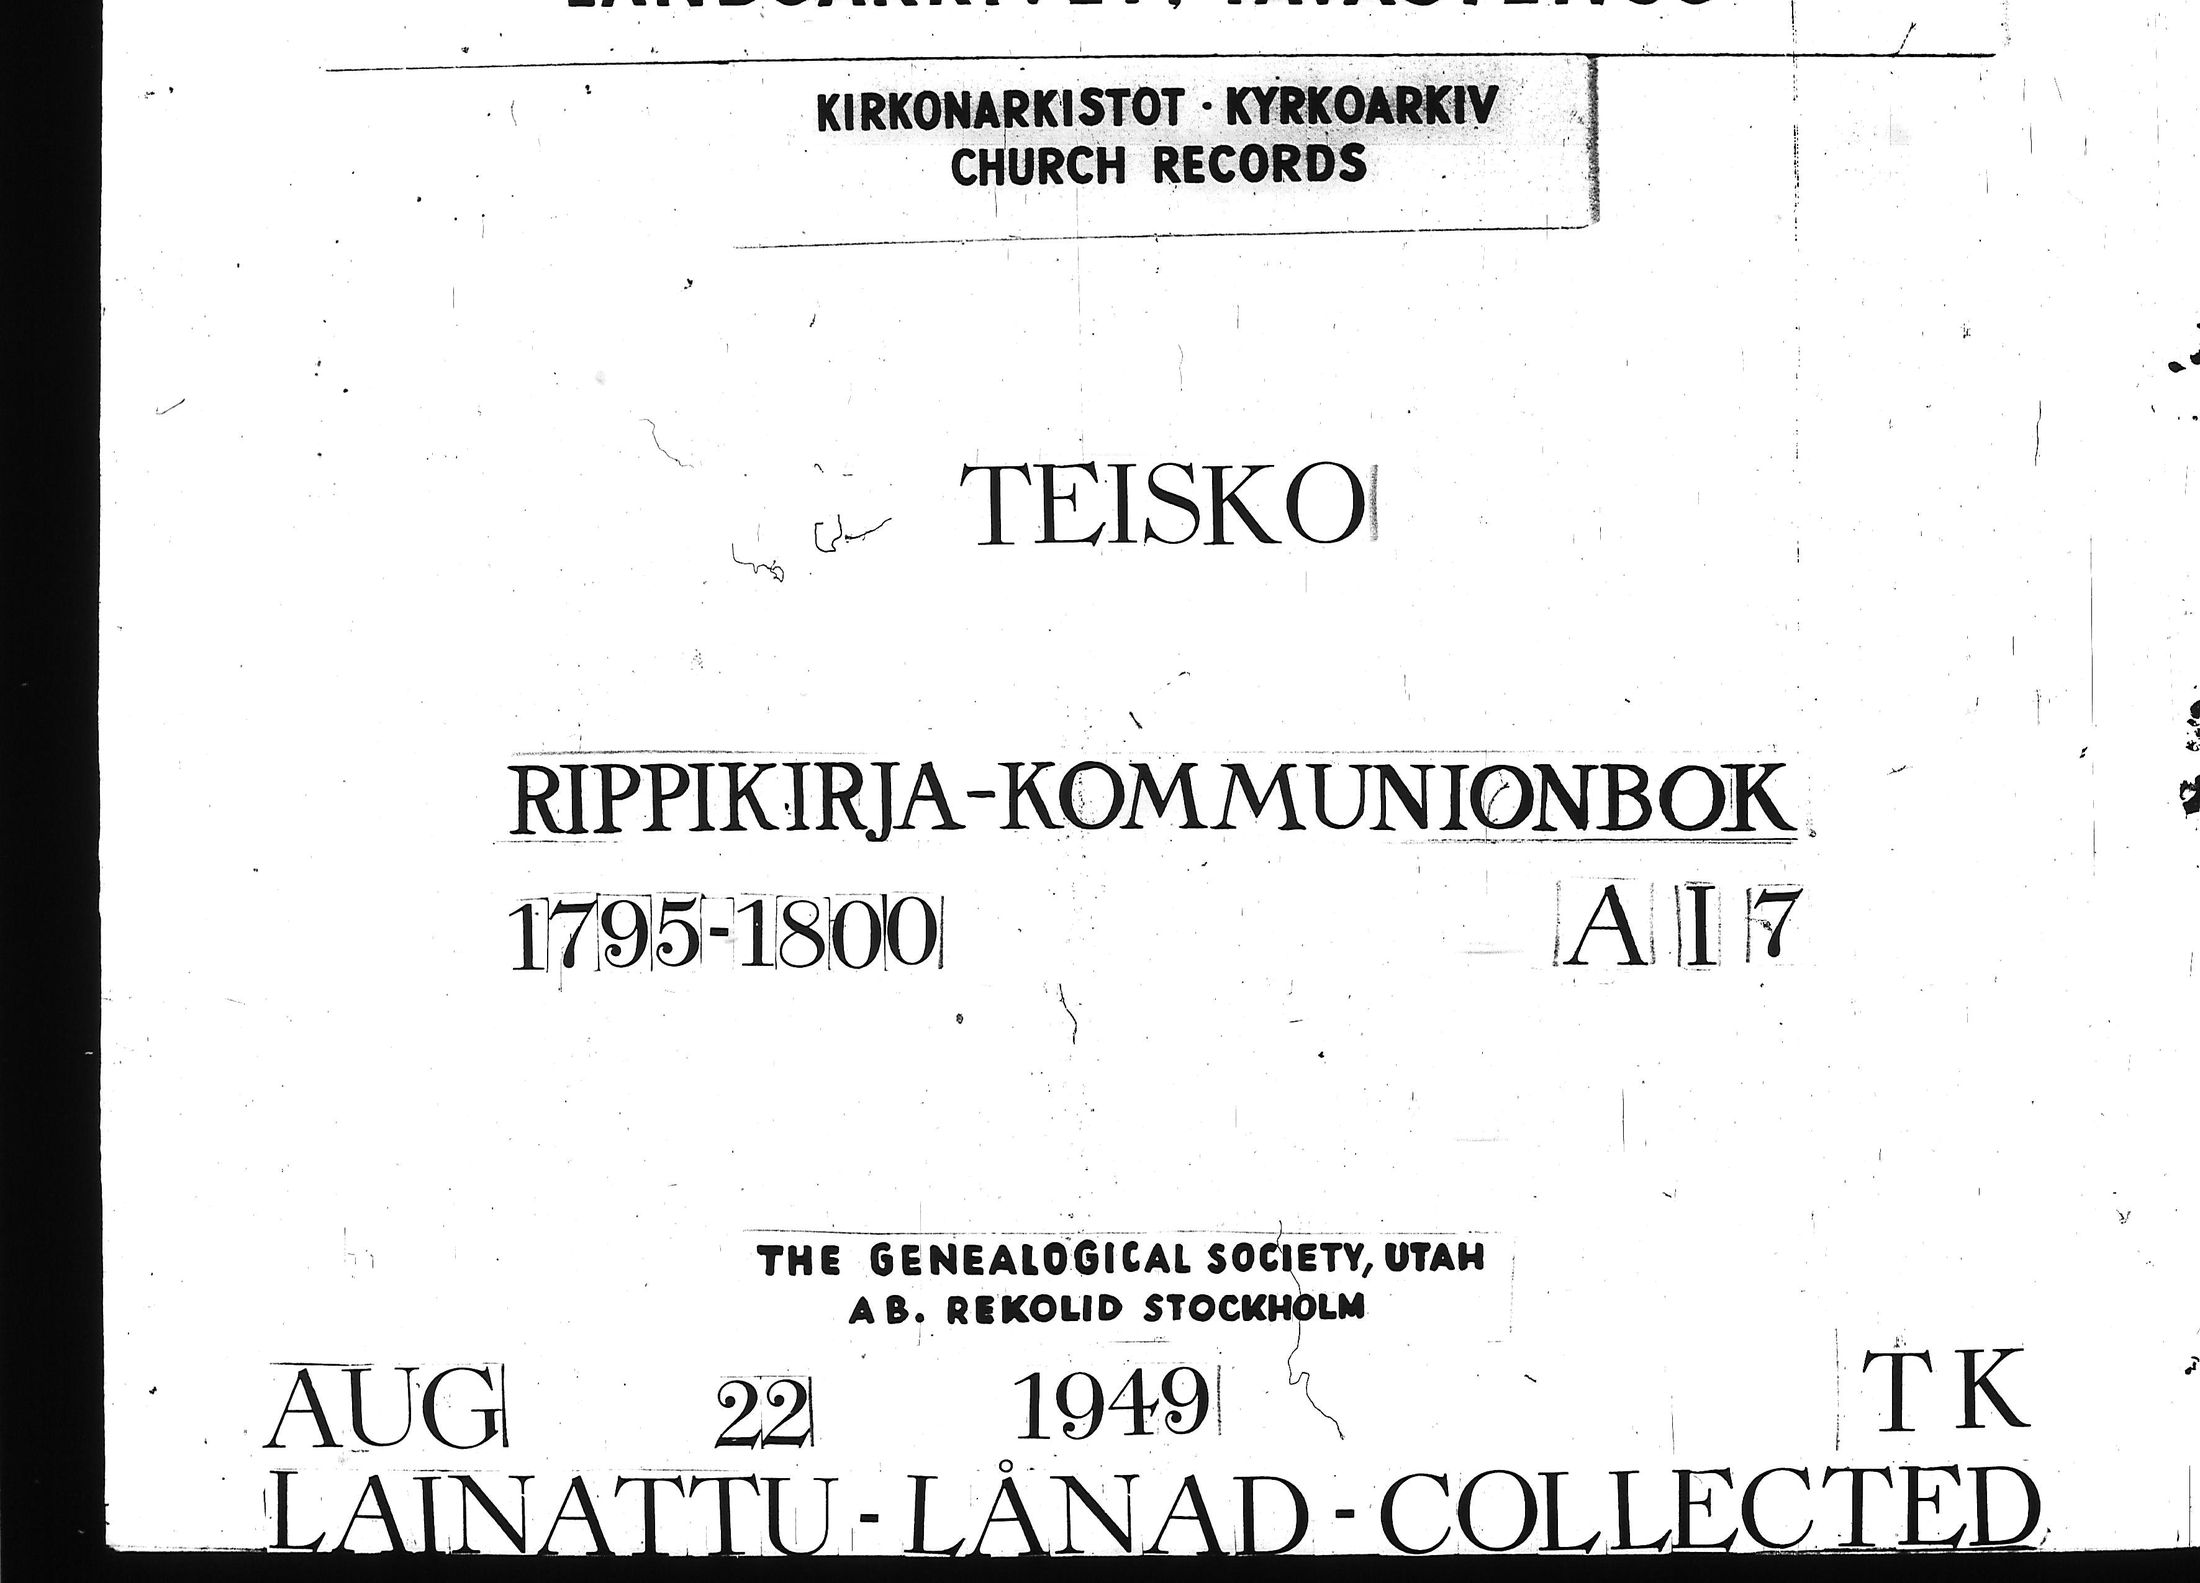 KIRKONARKISTOT · KYRKOARKIV
CHURCH RECORDS
TEISKO
RIPPIKIRJA-KOMMUNIONBOK
1795-1800 A I 7
THE GENEALOGICAL SOCIETY, UTAH
AB. REKOLID STOCKHOLM
AUG 22 1949 TK
LAINATTU-LÅNAD-COLLECTED